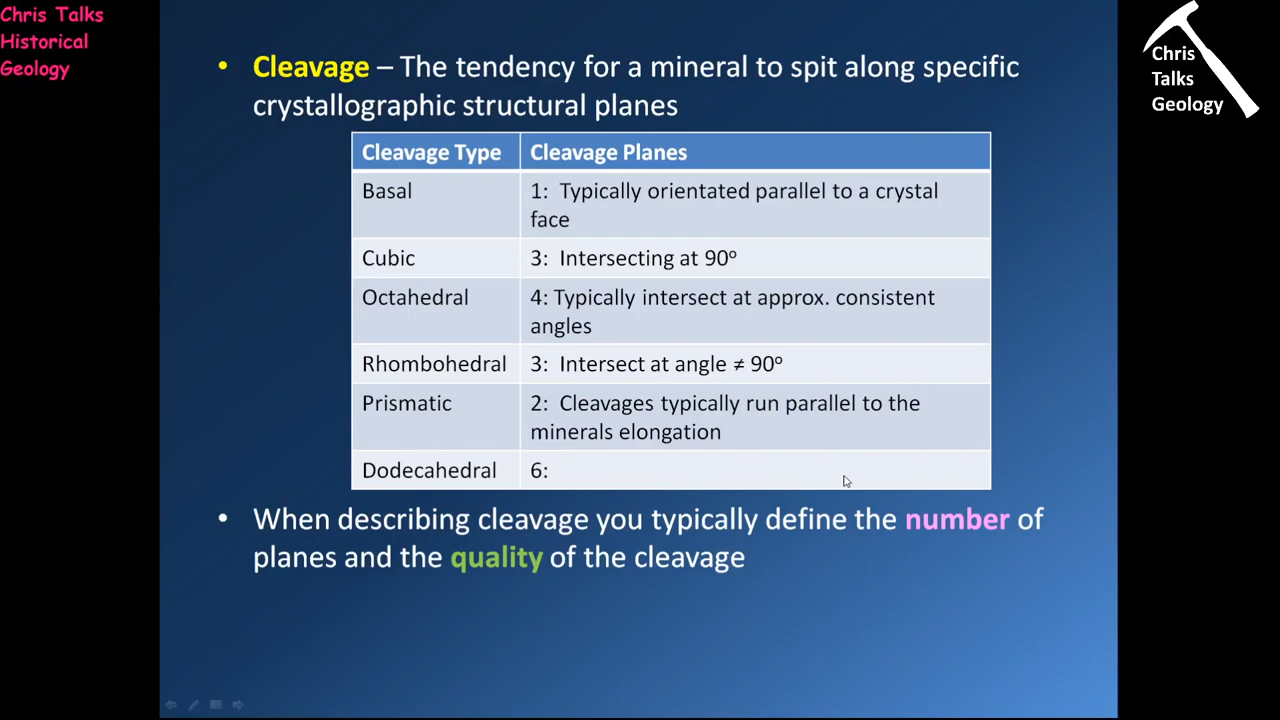 Chris Talks
Historical
Geology
Chris
Talks
Geology
• Cleavage – The tendency for a mineral to spit along specific
crystallographic structural planes
Cleavage Type Cleavage Planes
Basal 1: Typically orientated parallel to a crystal
face
Cubic 3: Intersecting at 90º
Octahedral 4: Typically intersect at approx. consistent
angles
Rhombohedral 3: Intersect at angle ≠ 90º
Prismatic 2: Cleavages typically run parallel to the
minerals elongation
Dodecahedral 6:
• When describing cleavage you typically define the number of
planes and the quality of the cleavage